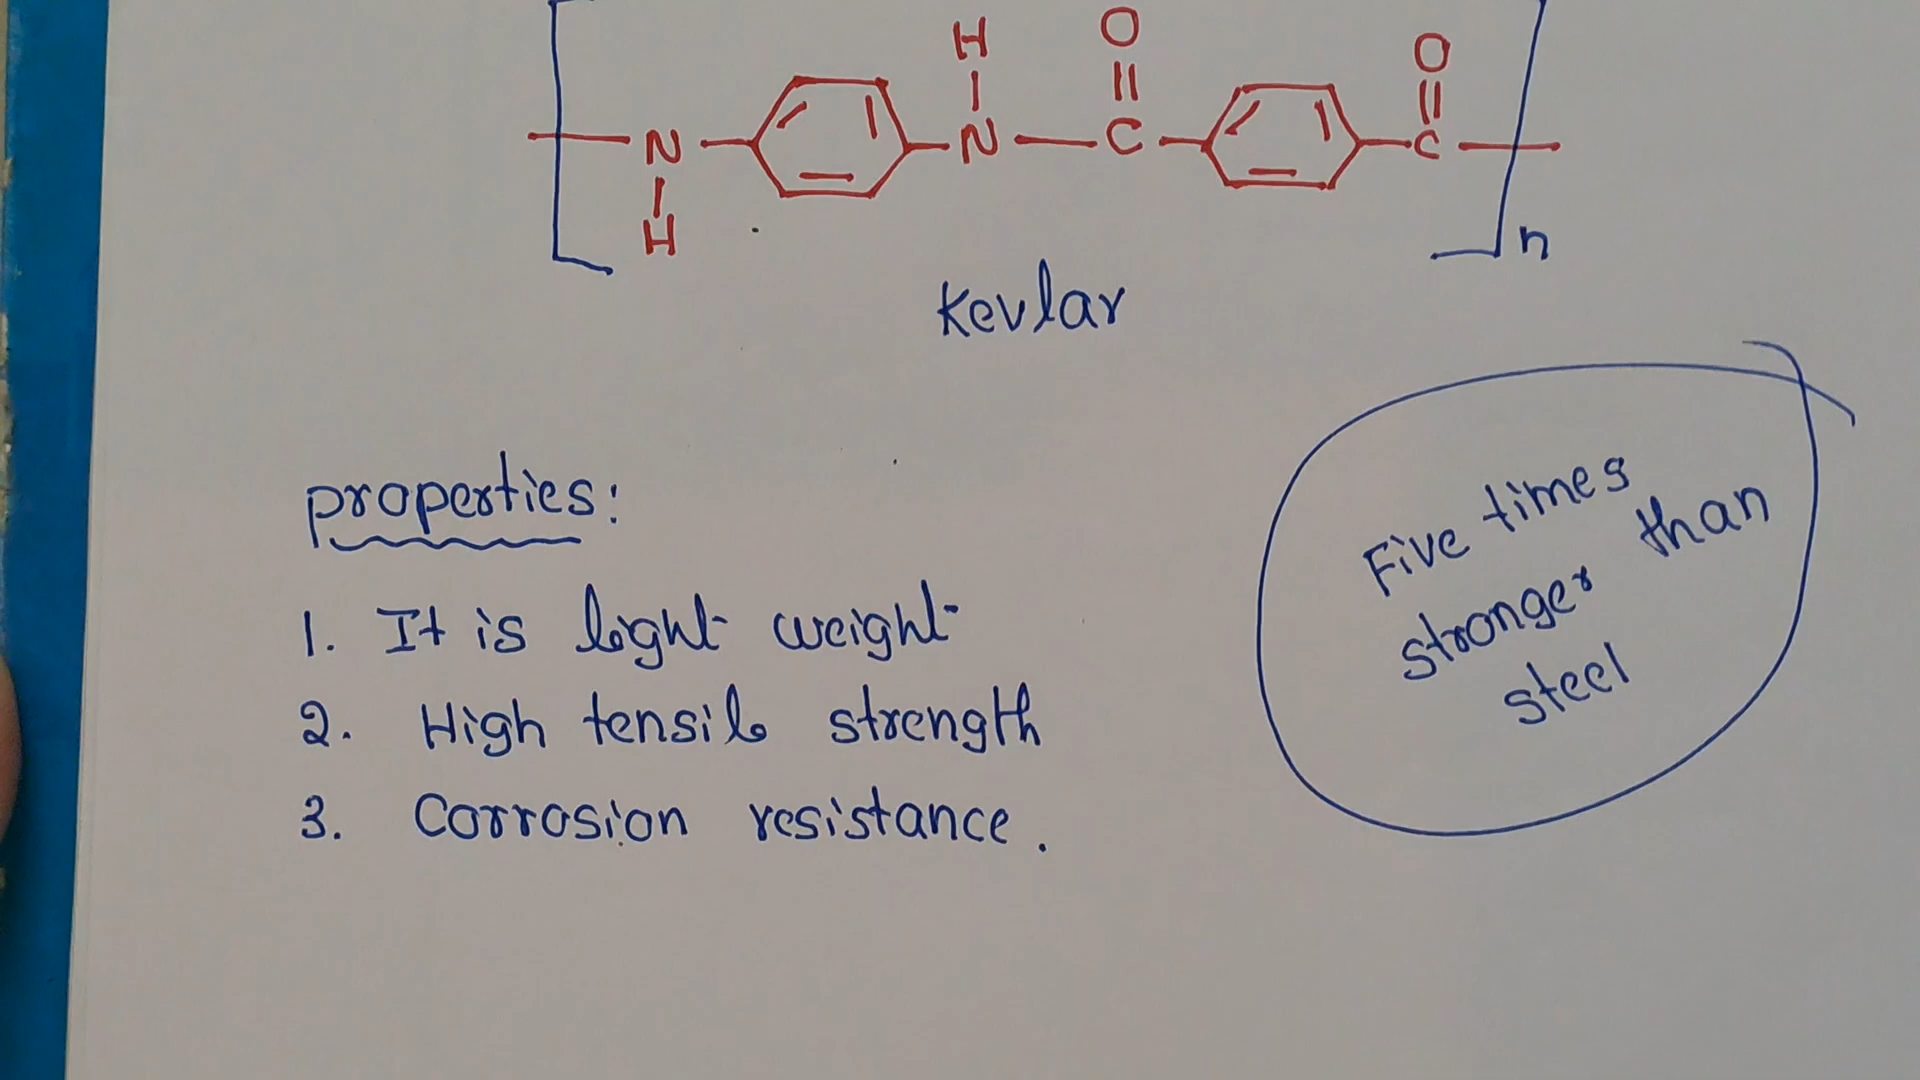 H O O
N N C C
H
n
Kevlar
properties:
1. It is light weight
2. High tensile strength
3. Corrosion resistance.
Five times
stronger than
steel